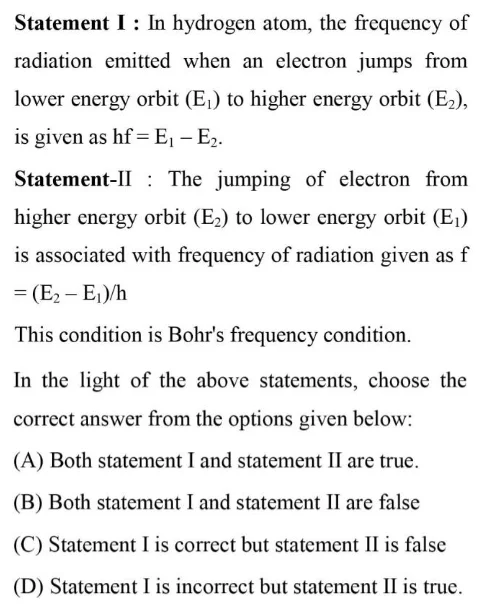 Statement I : In hydrogen atom, the frequency of
radiation emitted when an electron jumps from
lower energy orbit (E₁) to higher energy orbit (E₂),
is given as hf = E₁ – E₂.
Statement-II : The jumping of electron from
higher energy orbit (E₂) to lower energy orbit (E₁)
is associated with frequency of radiation given as f
= (E₂ – E₁)/h
This condition is Bohr's frequency condition.
In the light of the above statements, choose the
correct answer from the options given below:
(A) Both statement I and statement II are true.
(B) Both statement I and statement II are false
(C) Statement I is correct but statement II is false
(D) Statement I is incorrect but statement II is true.